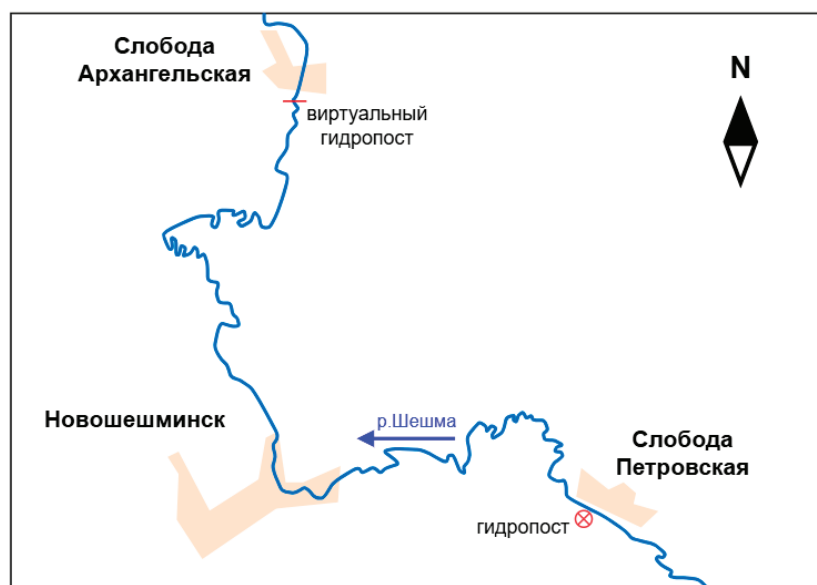 Слобода
Архангельская
N
виртуальный
гидропост
Новошешминск
р.Шешма
Слобода
Петровская
гидропост